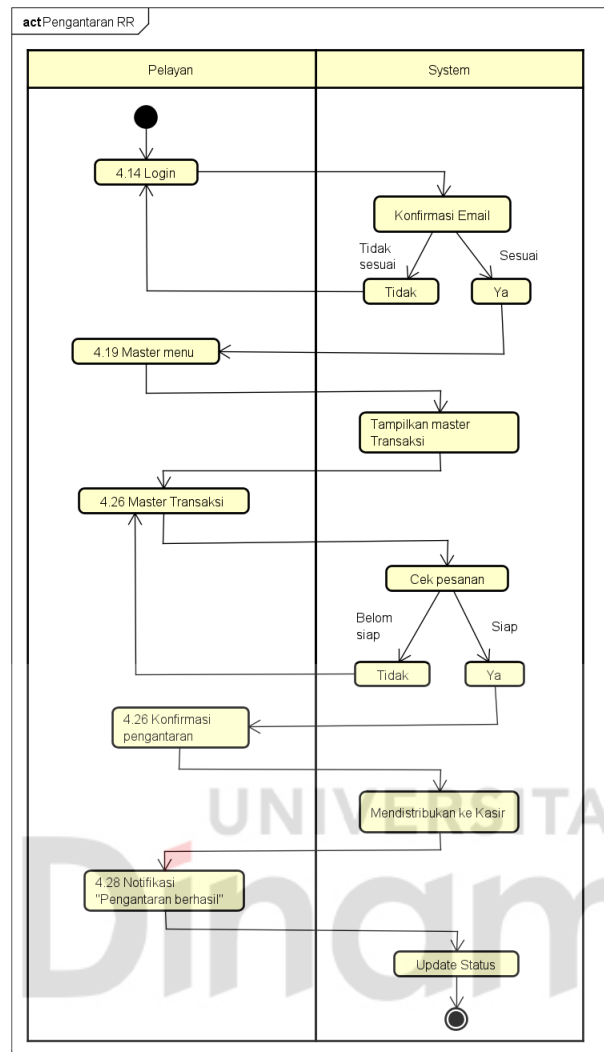 act Pengantaran RR
Pelayan
System
4.14 Login
Konfirmasi Email
Tidak
sesuai
Sesuai
Tidak
Ya
4.19 Master menu
Tampilkan master
Transaksi
4.26 Master Transaksi
Cek pesanan
Belom
siap
Siap
Tidak
Ya
4.26 Konfirmasi
pengantaran
UNIVERSITA
Mendistribukan ke Kasir
Dinam
4.28 Notifikasi
"Pengantaran berhasil"
Update Status